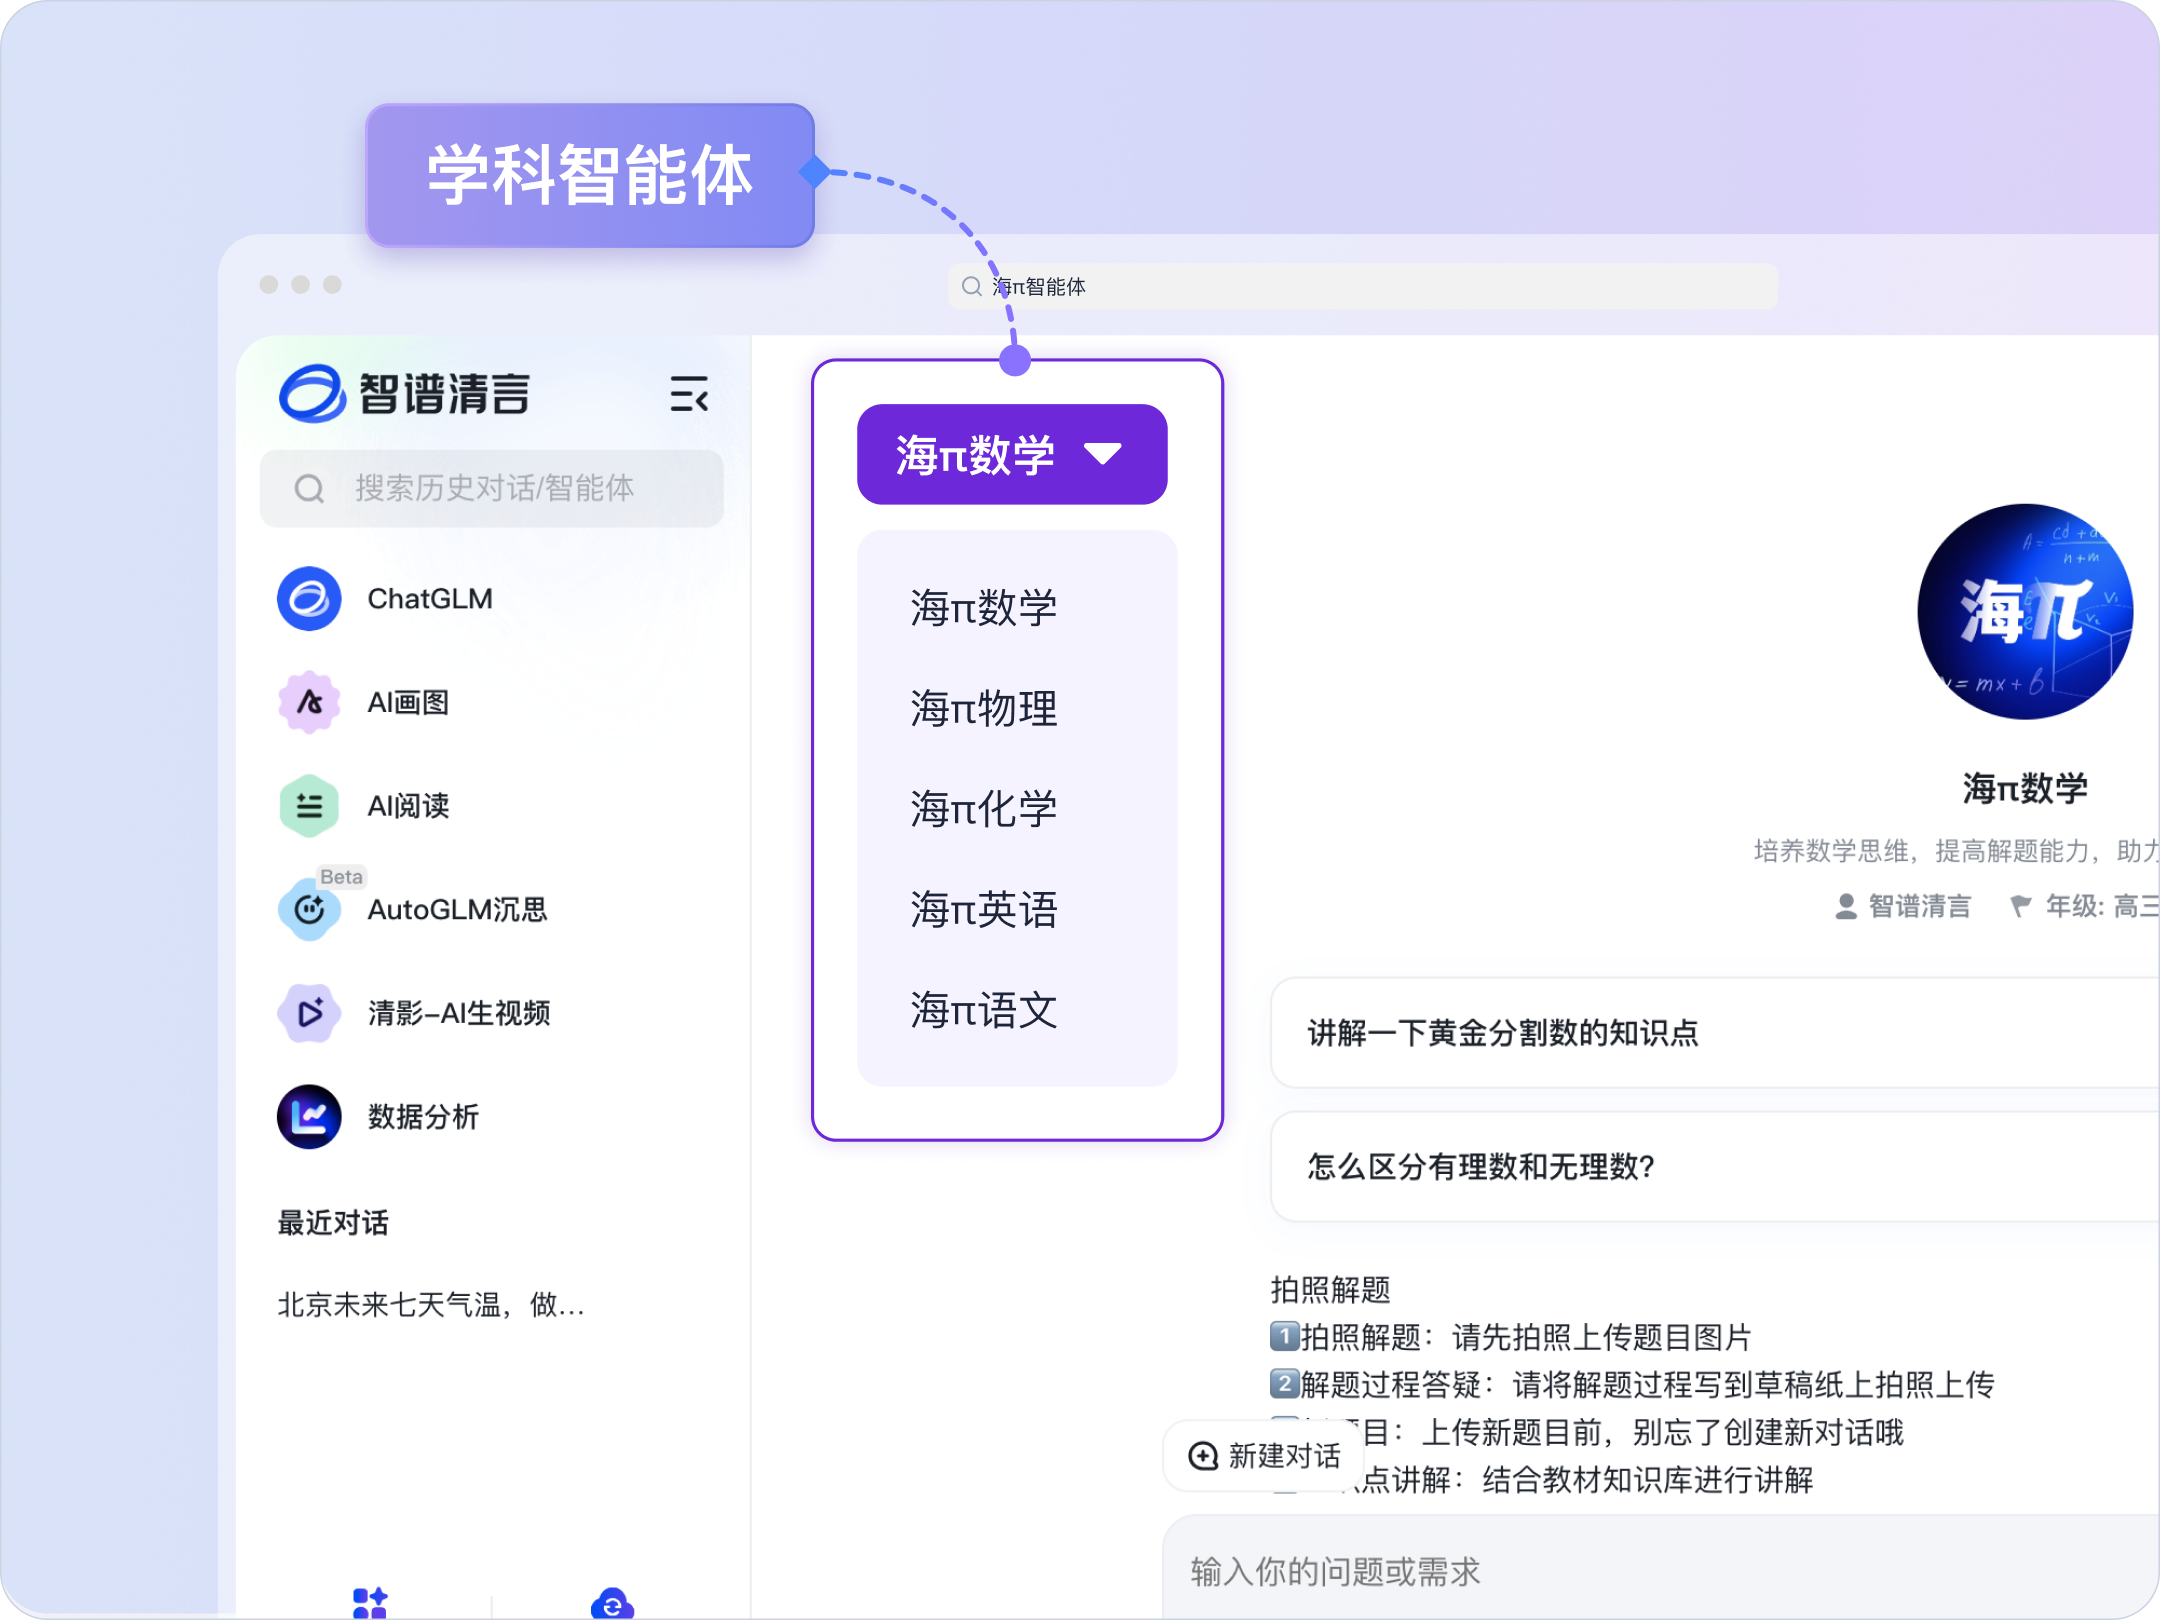 学科智能体
海π智能体
智谱清言
搜索历史对话/智能体
ChatGLM
AI画图
AI阅读
Beta
AutoGLM沉思
清影-AI生视频
数据分析
最近对话
北京未来七天气温，做...
海π数学
海π数学
海π物理
海π化学
海π英语
海π语文
海π
海π数学
培养数学思维，提高解题能力，助
智谱清言
年级: 高三
讲解一下黄金分割数的知识点
怎么区分有理数和无理数?
拍照解题
1拍照解题：请先拍照上传题目图片
2解题过程答疑：请将解题过程写到草稿纸上拍照上传
目：上传新题目前，别忘了创建新对话哦
点讲解：结合教材知识库进行讲解
新建对话
输入你的问题或需求